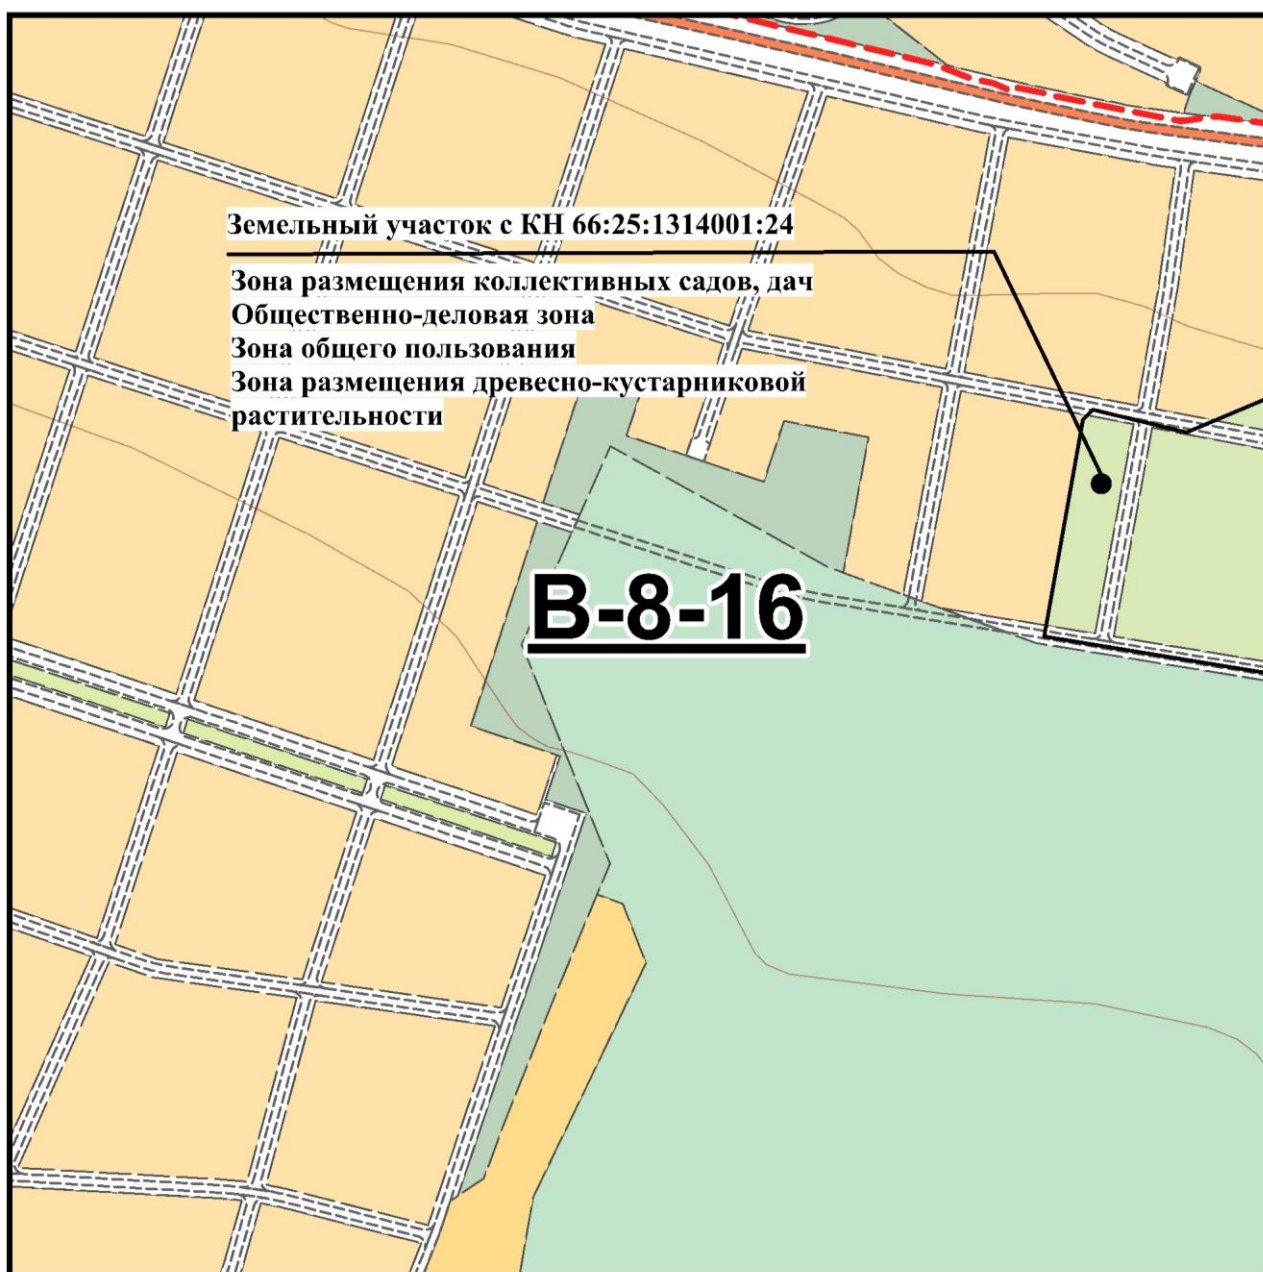 Земельный участок с КН 66:25:1314001:24
Зона размещения коллективных садов, дач
Общественно-деловая зона
Зона общего пользования
Зона размещения древесно-кустарниковой
растительности
В-8-16